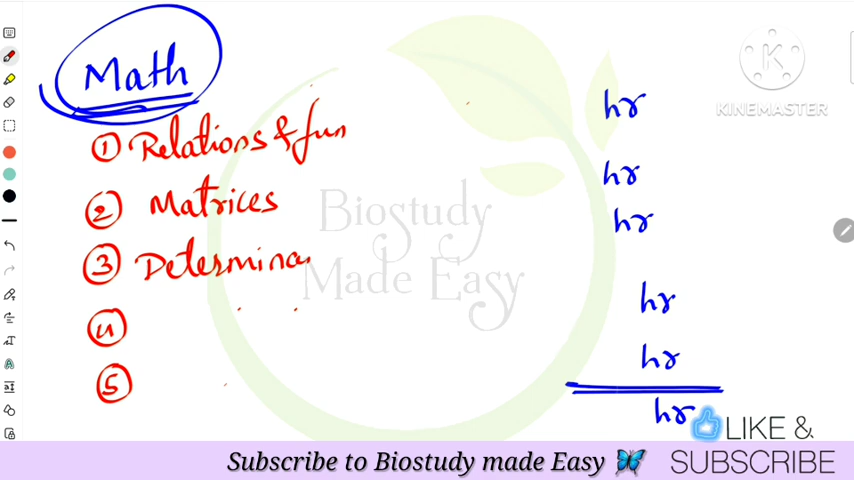 Math
KINEMASTER
hr
① Relations & fun
hr
② Matrices
hr
Biostudy
Made Easy
③ Determina
hr
④
hr
⑤
hr
LIKE &
SUBSCRIBE
Subscribe to Biostudy made Easy 🦋